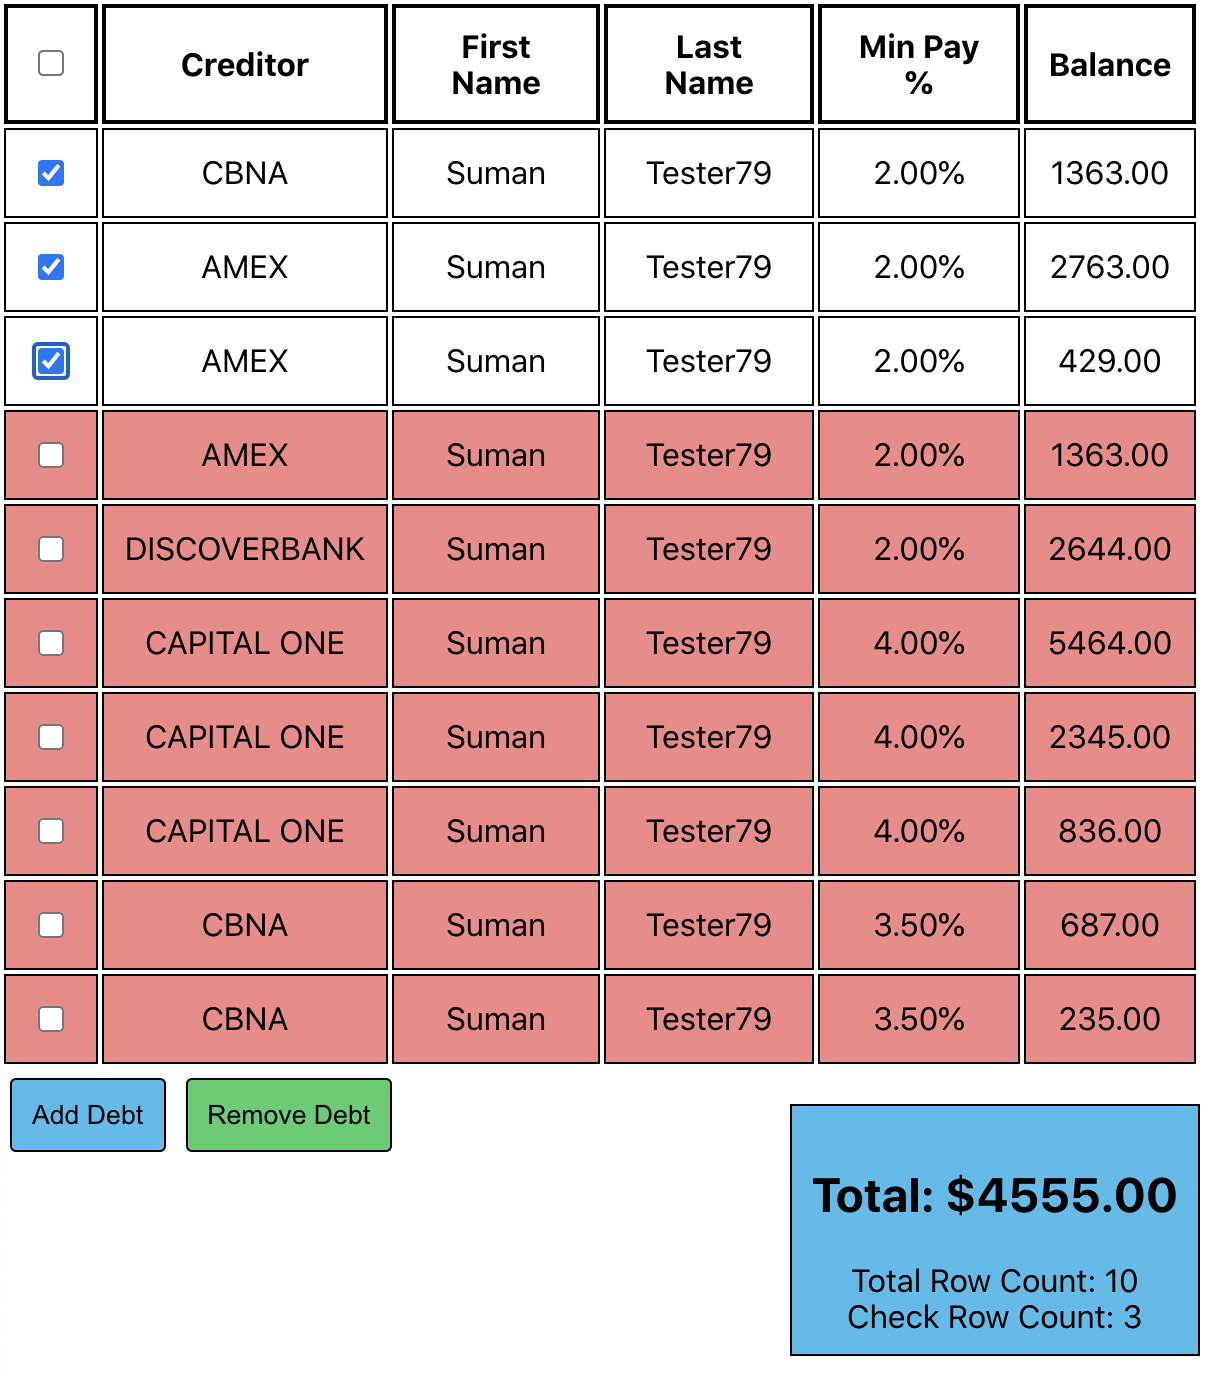 Creditor First Name Last Name Min Pay % Balance
CBNA Suman Tester79 2.00% 1363.00
AMEX Suman Tester79 2.00% 2763.00
AMEX Suman Tester79 2.00% 429.00
AMEX Suman Tester79 2.00% 1363.00
DISCOVERBANK Suman Tester79 2.00% 2644.00
CAPITAL ONE Suman Tester79 4.00% 5464.00
CAPITAL ONE Suman Tester79 4.00% 2345.00
CAPITAL ONE Suman Tester79 4.00% 836.00
CBNA Suman Tester79 3.50% 687.00
CBNA Suman Tester79 3.50% 235.00
Add Debt Remove Debt
Total: $4555.00
Total Row Count: 10
Check Row Count: 3